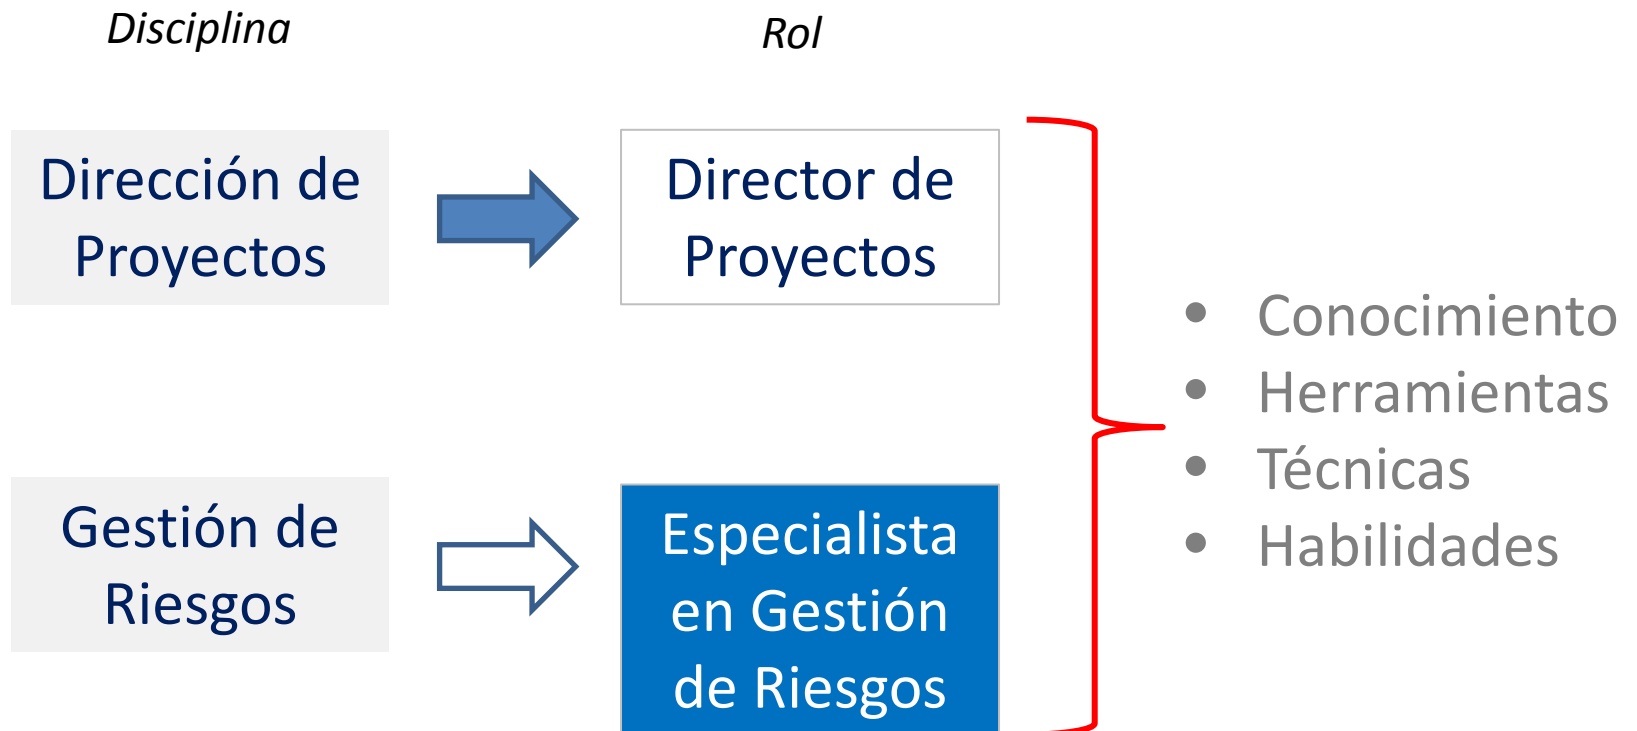 Disciplina
Rol
Dirección de
Proyectos
Director de
Proyectos
Gestión de
Riesgos
Especialista
en Gestión
de Riesgos
• Conocimiento
• Herramientas
• Técnicas
• Habilidades